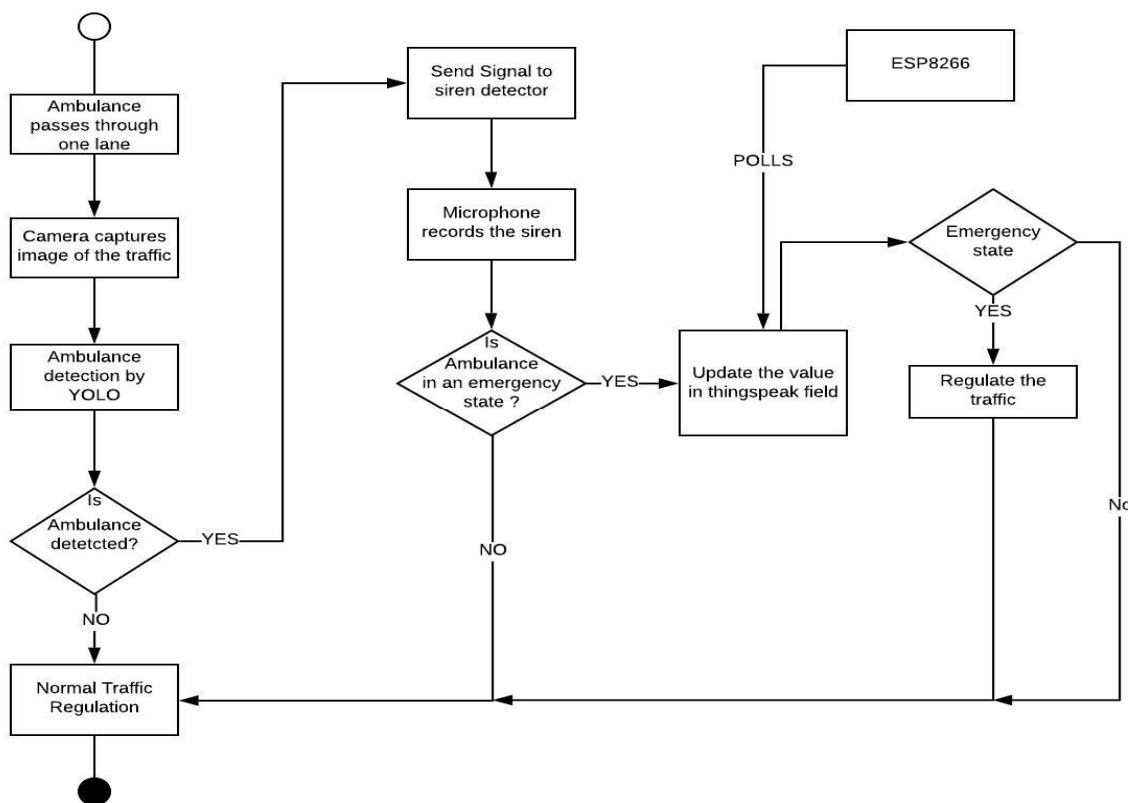 Ambulance
passes through
one lane
Camera captures
image of the traffic
Ambulance
detection by
YOLO
Is
Ambulance
detetcted?
YES
NO
Normal Traffic
Regulation
Send Signal to
siren detector
Microphone
records the siren
Is
Ambulance
in an emergency
state ?
YES
NO
ESP8266
POLLS
Update the value
in thingspeak field
Emergency
state
YES
Regulate the
traffic
No